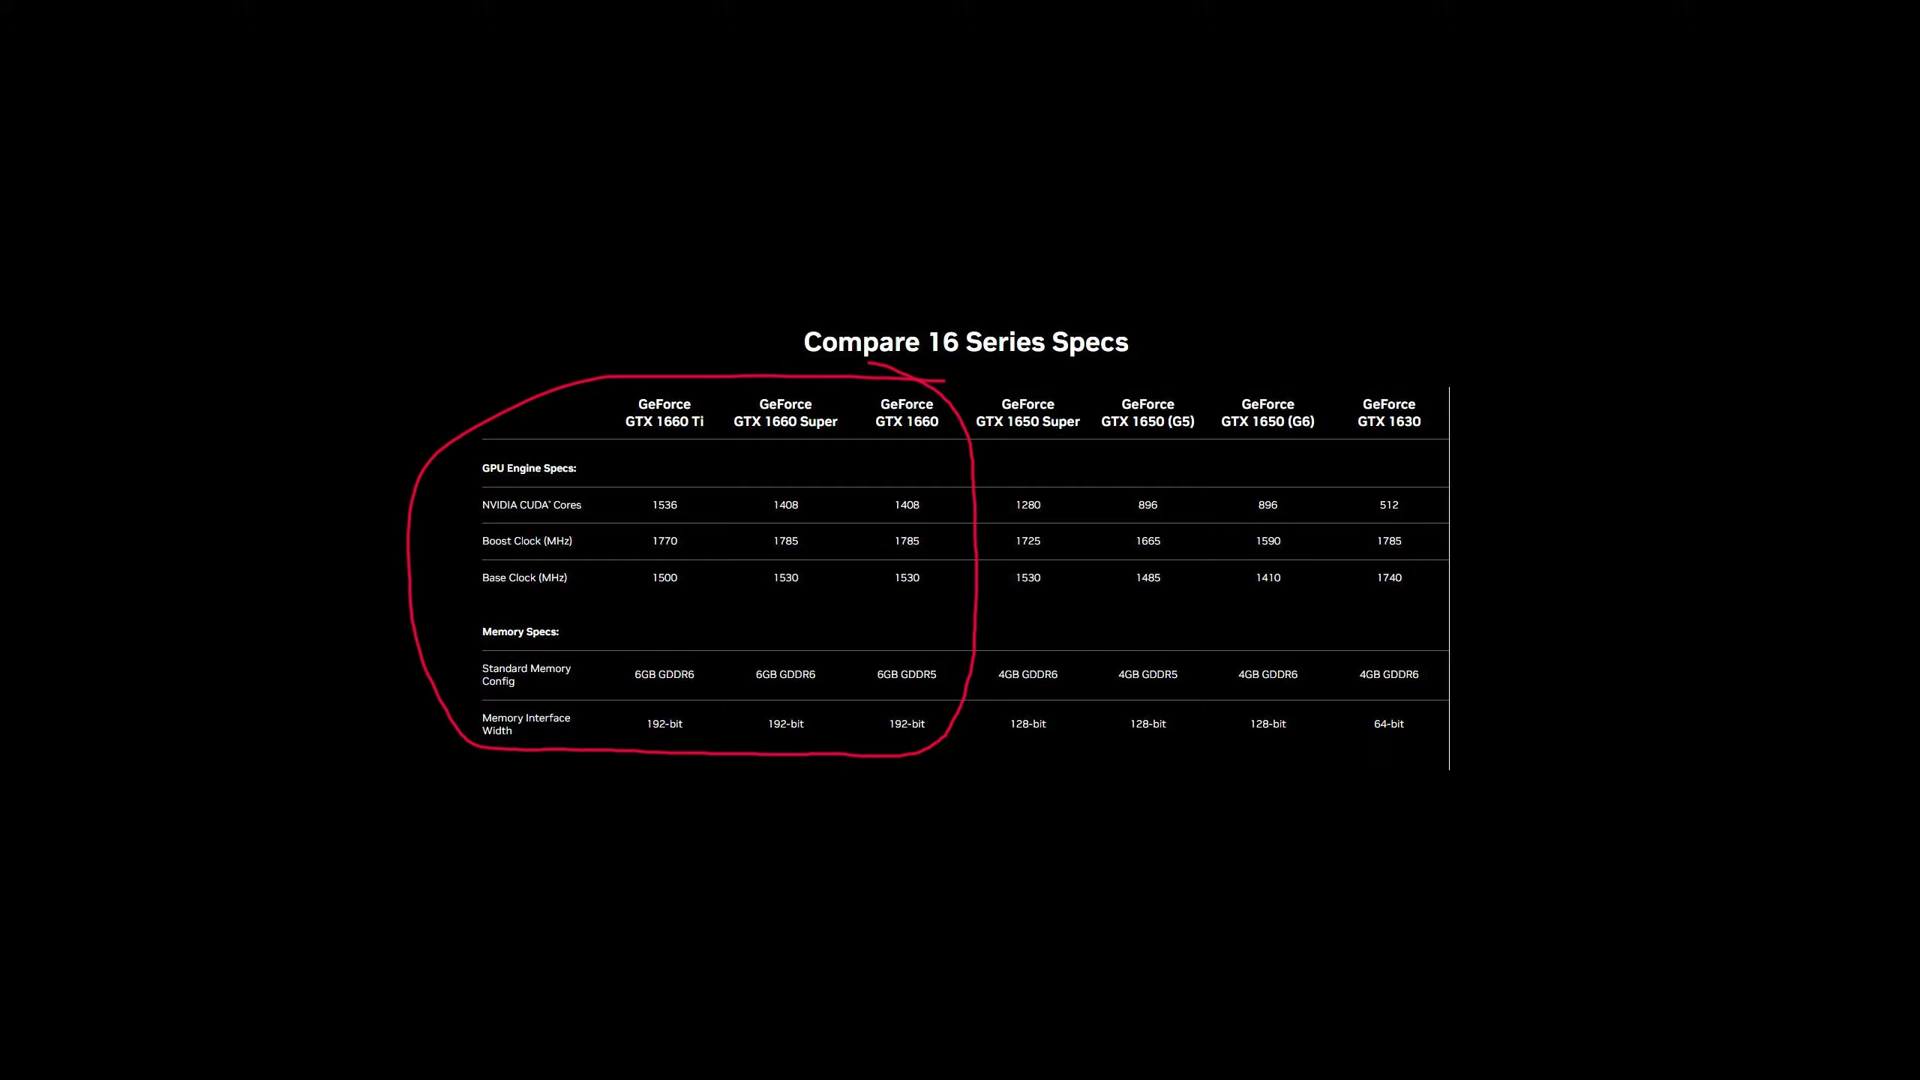 Compare 16 Series Specs
GeForce GTX 1660 Ti GeForce GTX 1660 Super GeForce GTX 1660 GeForce GTX 1650 Super GeForce GTX 1650 (G5) GeForce GTX 1650 (G6) GeForce GTX 1630
GPU Engine Specs:
NVIDIA CUDA® Cores 1536 1408 1408 1280 896 896 512
Boost Clock (MHz) 1770 1785 1785 1725 1665 1590 1785
Base Clock (MHz) 1500 1530 1530 1530 1485 1410 1740
Memory Specs:
Standard Memory Config 6GB GDDR6 6GB GDDR6 6GB GDDR5 4GB GDDR6 4GB GDDR5 4GB GDDR6 4GB GDDR6
Memory Interface Width 192-bit 192-bit 192-bit 128-bit 128-bit 128-bit 64-bit